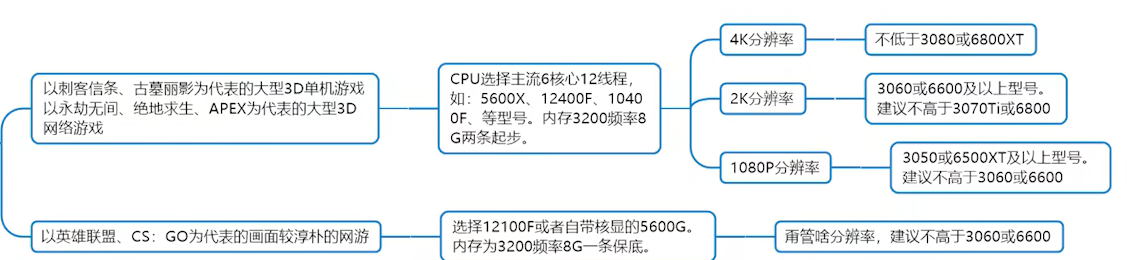 以刺客信条、古墓丽影为代表的大型3D单机游戏
以永劫无间、绝地求生、APEX为代表的大型3D
网络游戏
CPU选择主流6核心12线程，
如：5600X、12400F、1040
0F、等型号。内存3200频率8
G两条起步。
4K分辨率
不低于3080或6800XT
2K分辨率
3060或6600及以上型号。
建议不高于3070Ti或6800
1080P分辨率
3050或6500XT及以上型号。
建议不高于3060或6600
以英雄联盟、CS：GO为代表的画面较淳朴的网游
选择12100F或者自带核显的5600G。
内存为3200频率8G一条保底。
甭管啥分辨率，建议不高于3060或6600